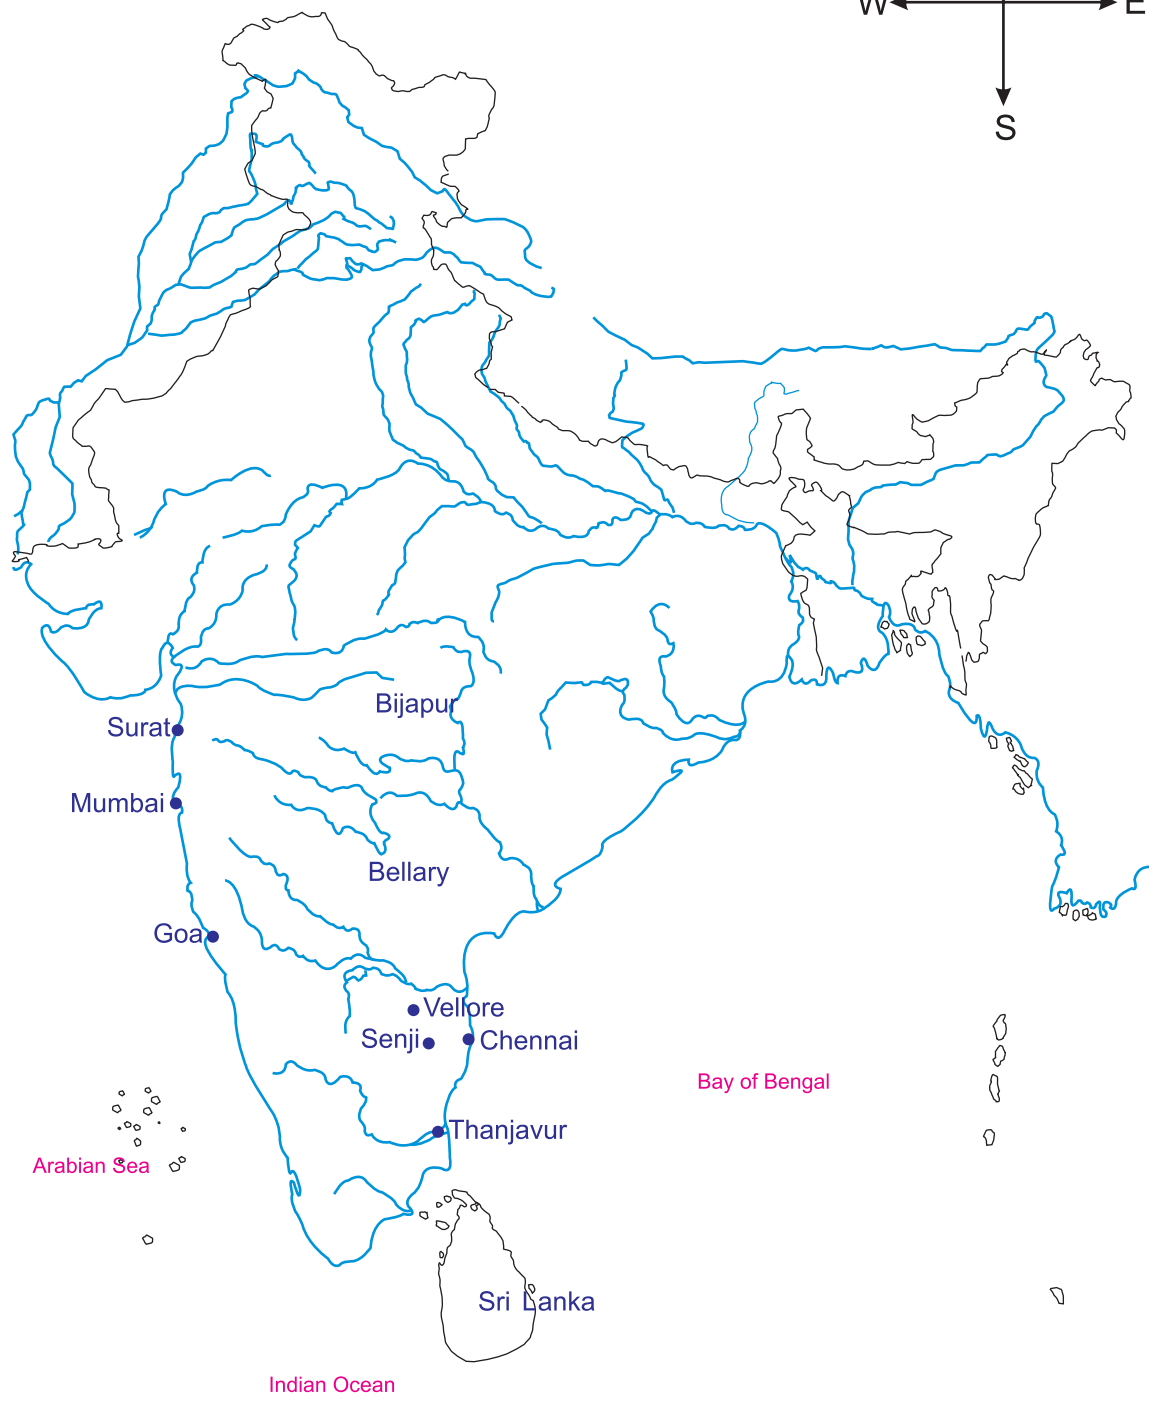 W E
S
Bijapur
Surat
Mumbai
Bellary
Goa
Vellore
Senji
Chennai
Bay of Bengal
Thanjavur
Arabian Sea
Sri Lanka
Indian Ocean